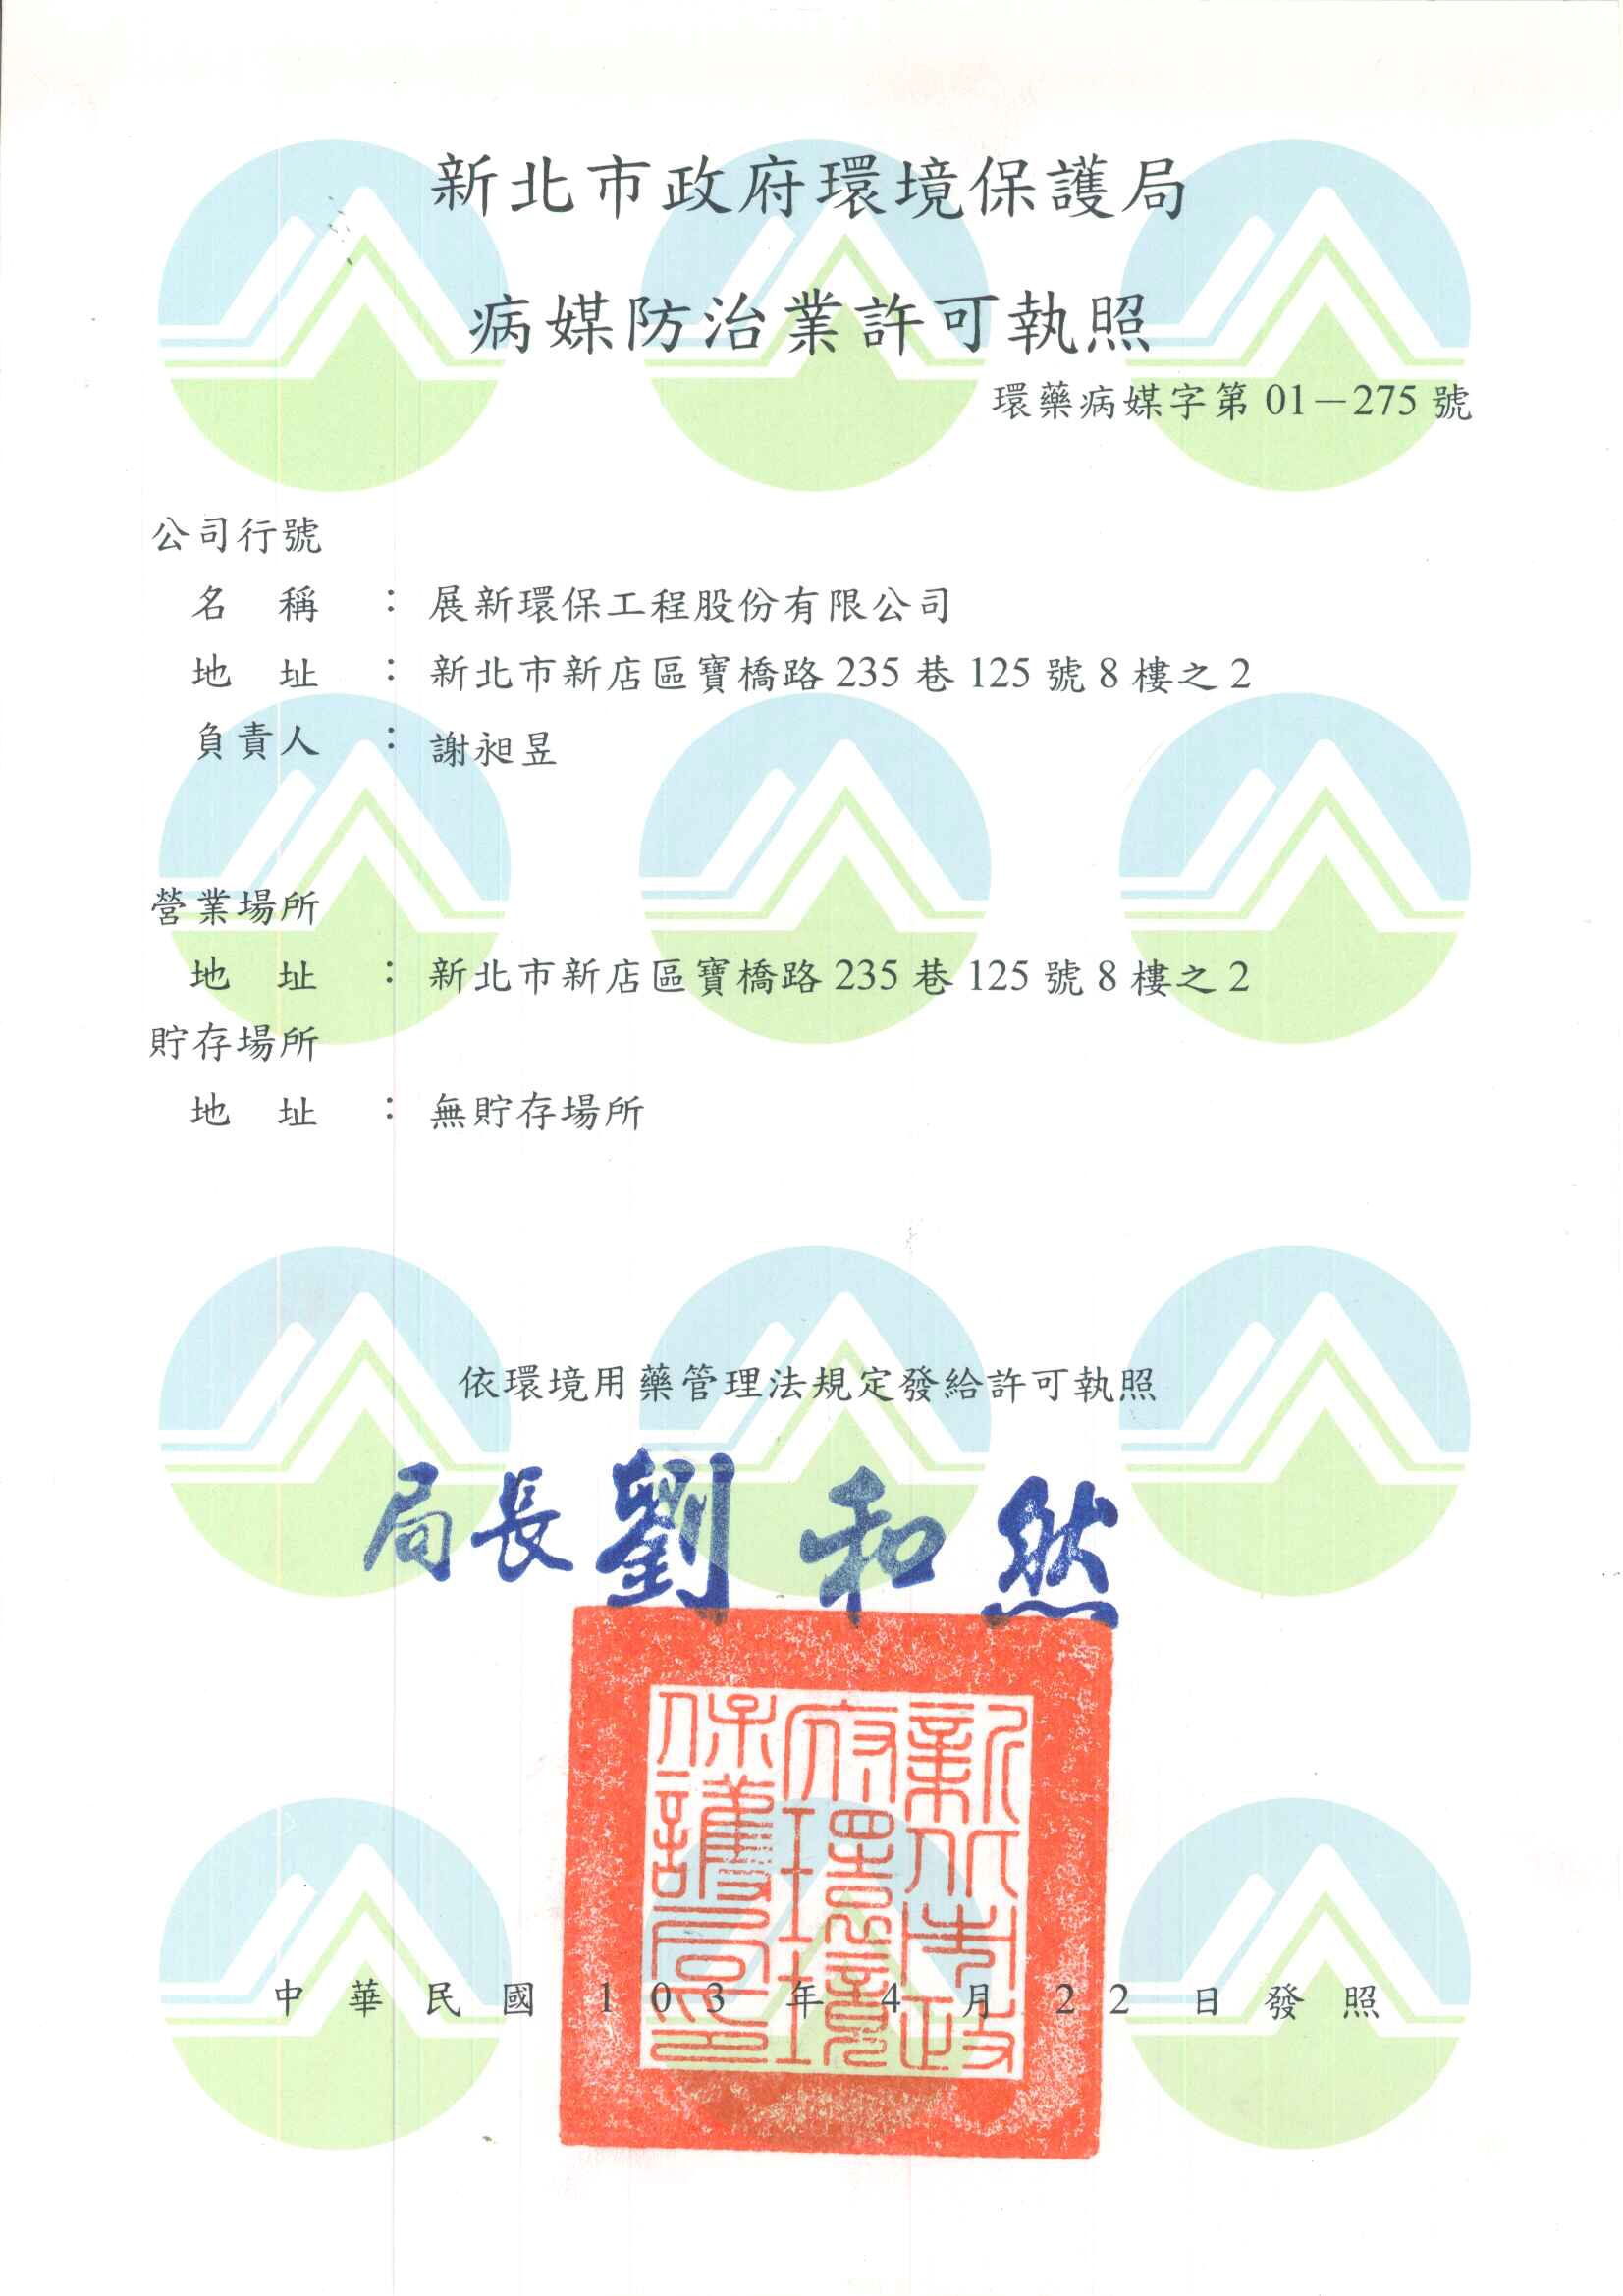 新北市政府環境保護局
病媒防治業許可執照
環藥病媒字第 01－275 號
公司行號
名　稱　：展新環保工程股份有限公司
地　址　：新北市新店區寶橋路 235 巷 125 號 8 樓之 2
負責人　：謝昶昱
營業場所
地　址　：新北市新店區寶橋路 235 巷 125 號 8 樓之 2
貯存場所
地　址　：無貯存場所
依環境用藥管理法規定發給許可執照
局長劉和然
新北市政府環境保護局印
中華民國 103 年 4 月 22 日發照